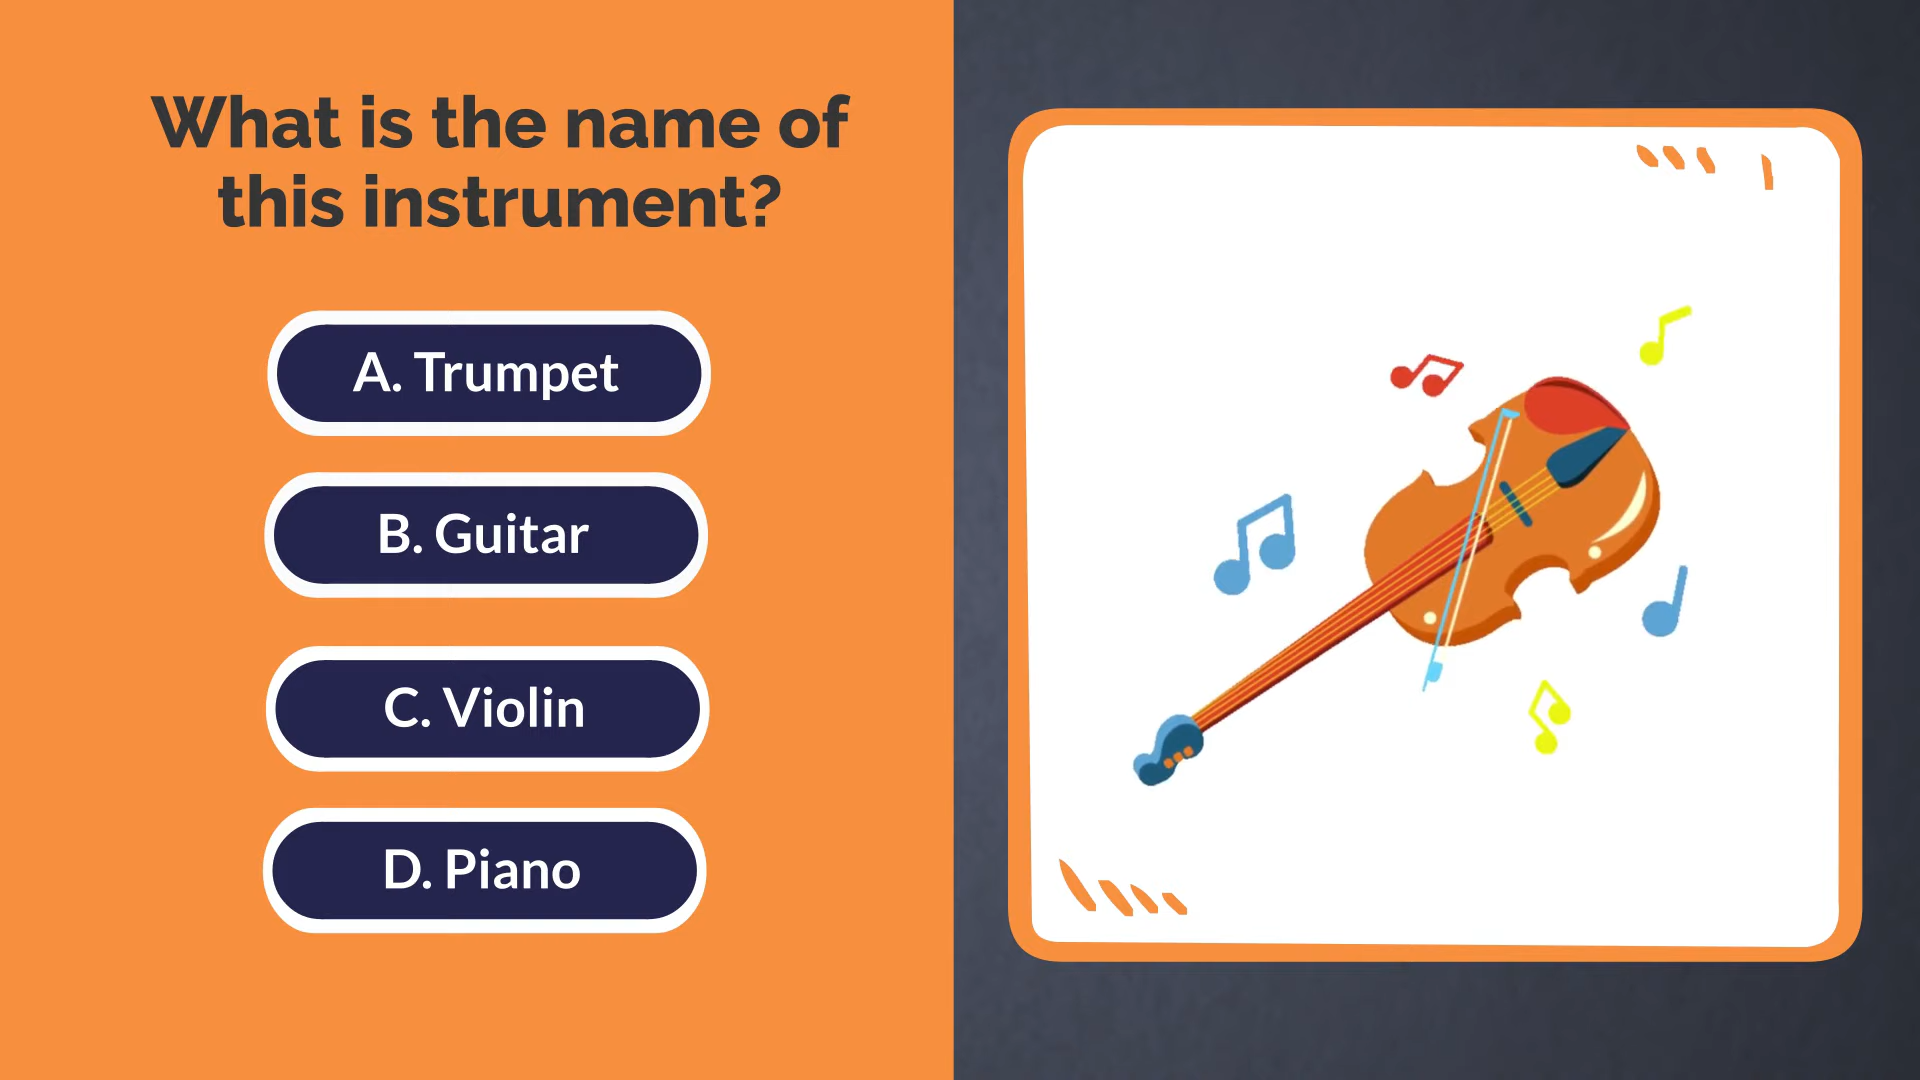 What is the name of
this instrument?
A. Trumpet
B. Guitar
C. Violin
D. Piano